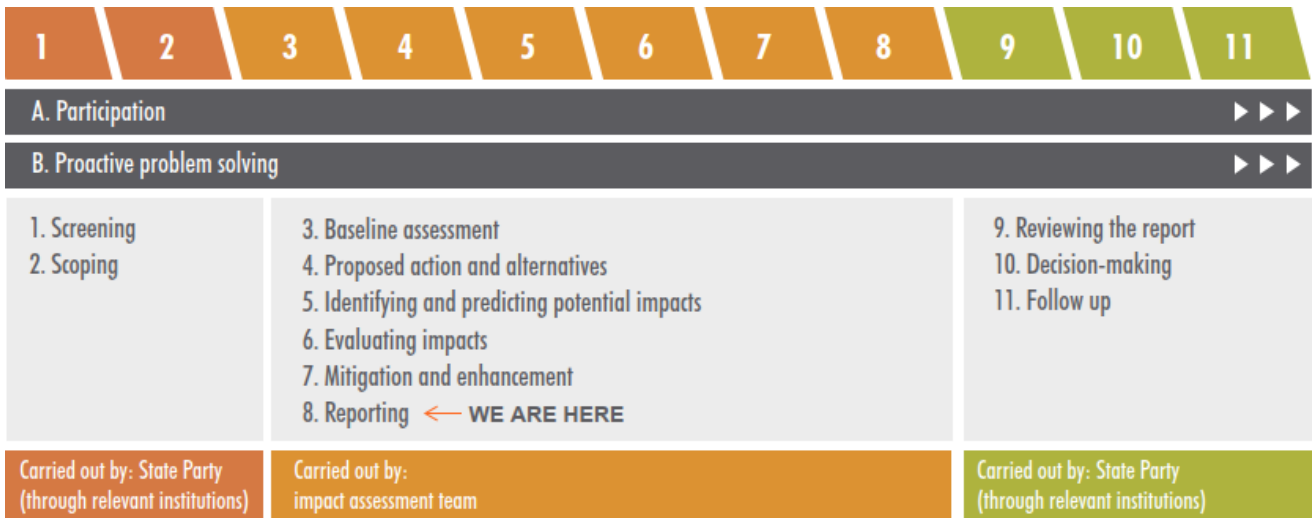 1 2 3 4 5 6 7 8 9 10 11
A. Participation
B. Proactive problem solving
1. Screening
2. Scoping
3. Baseline assessment
4. Proposed action and alternatives
5. Identifying and predicting potential impacts
6. Evaluating impacts
7. Mitigation and enhancement
8. Reporting ← WE ARE HERE
9. Reviewing the report
10. Decision-making
11. Follow up
Carried out by: State Party
(through relevant institutions)
Carried out by:
impact assessment team
Carried out by: State Party
(through relevant institutions)